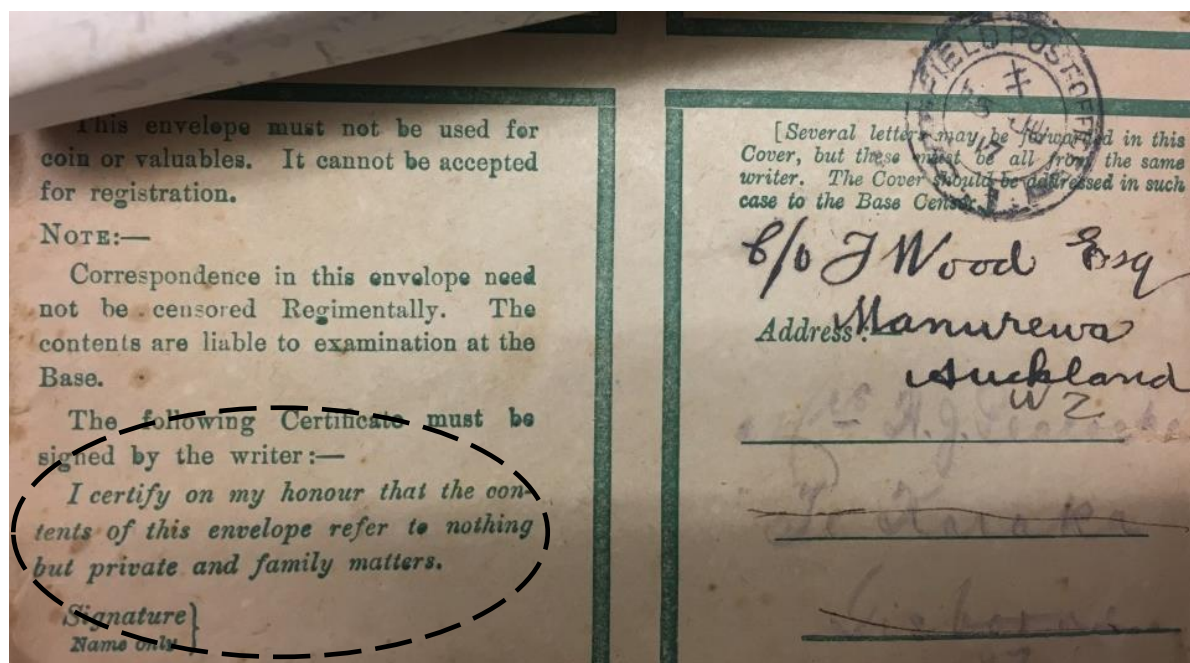 This envelope must not be used for
coin or valuables. It cannot be accepted
for registration.
NOTE:—
Correspondence in this envelope need
not be censored Regimentally. The
contents are liable to examination at the
Base.
The following Certificate must be
signed by the writer:—
I certify on my honour that the con-
tents of this envelope refer to nothing
but private and family matters.
Signature}
Name only
FIELD POST OFFICE
JU
17
[Several letters may be forwarded in this
Cover, but these must be all from the same
writer. The Cover should be addressed in such
case to the Base Censor.
C/o J Wood Esq
Address:— Manurewa
Auckland
NZ
Te Karaka
Gisborne